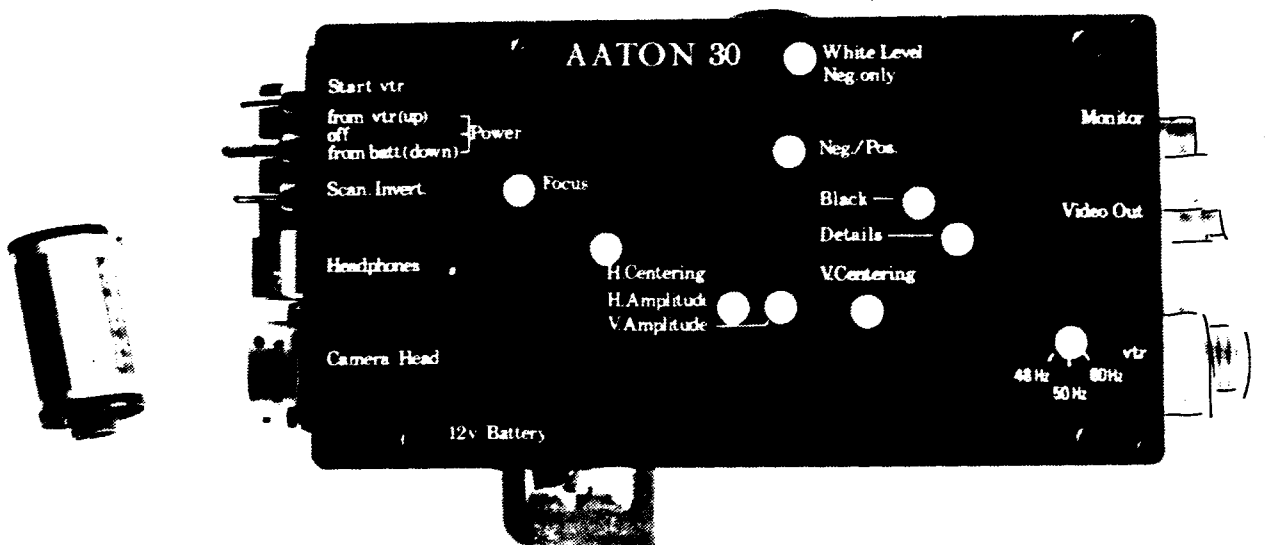 AATON 30
White Level
Neg. only
Start vtr
from vtr (up)
off
from batt (down)
Power
Scan. Invert.
Focus
Headphones
Camera Head
12v Battery
Neg./Pos.
Black
Details
H.Centering
H.Amplitude
V.Amplitude
V.Centering
Monitor
Video Out
vtr
48 Hz
50 Hz
60 Hz